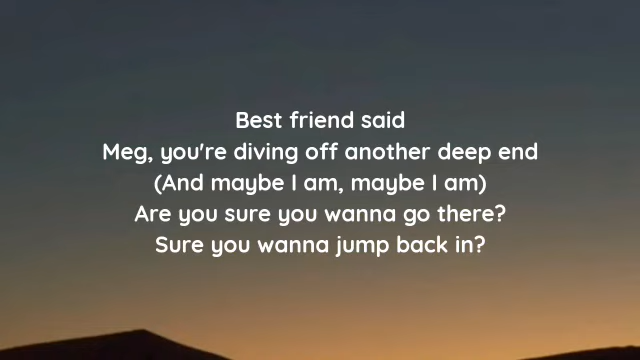 Best friend said
Meg, you're diving off another deep end
(And maybe I am, maybe I am)
Are you sure you wanna go there?
Sure you wanna jump back in?